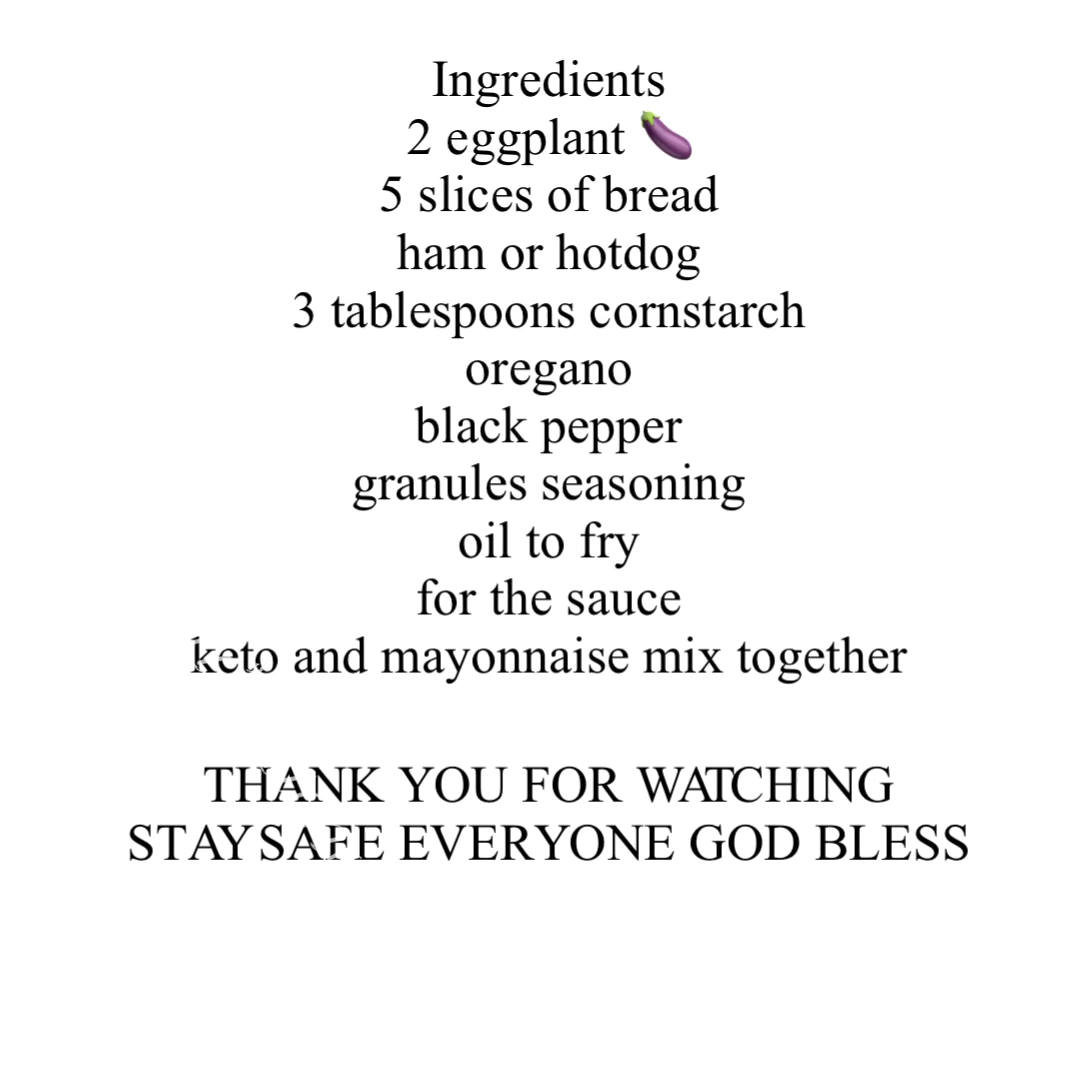 Ingredients
2 eggplant 🍆
5 slices of bread
ham or hotdog
3 tablespoons cornstarch
oregano
black pepper
granules seasoning
oil to fry
for the sauce
keto and mayonnaise mix together
THANK YOU FOR WATCHING
STAY SAFE EVERYONE GOD BLESS